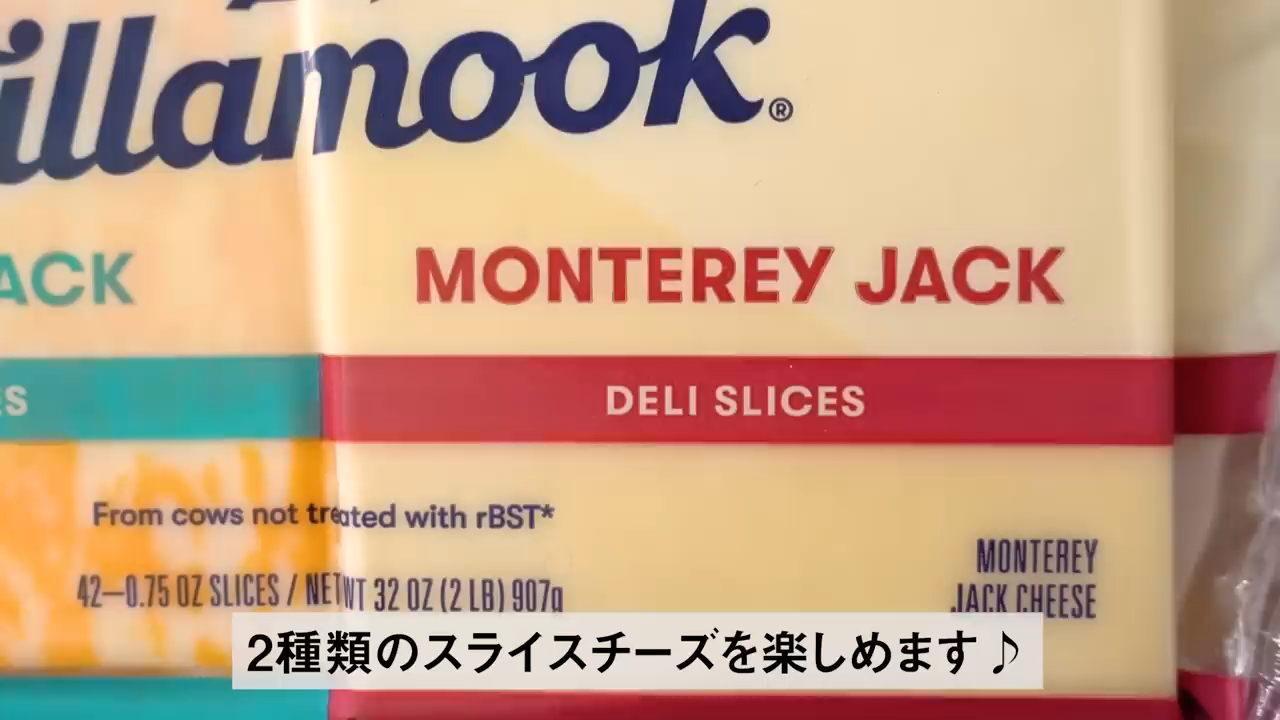 illamook®
ACK
MONTEREY JACK
ES
DELI SLICES
From cows not treated with rBST*
42–0.75 OZ SLICES / NET WT 32 OZ (2 LB) 907g
MONTEREY
JACK CHEESE
2種類のスライスチーズを楽しめます♪